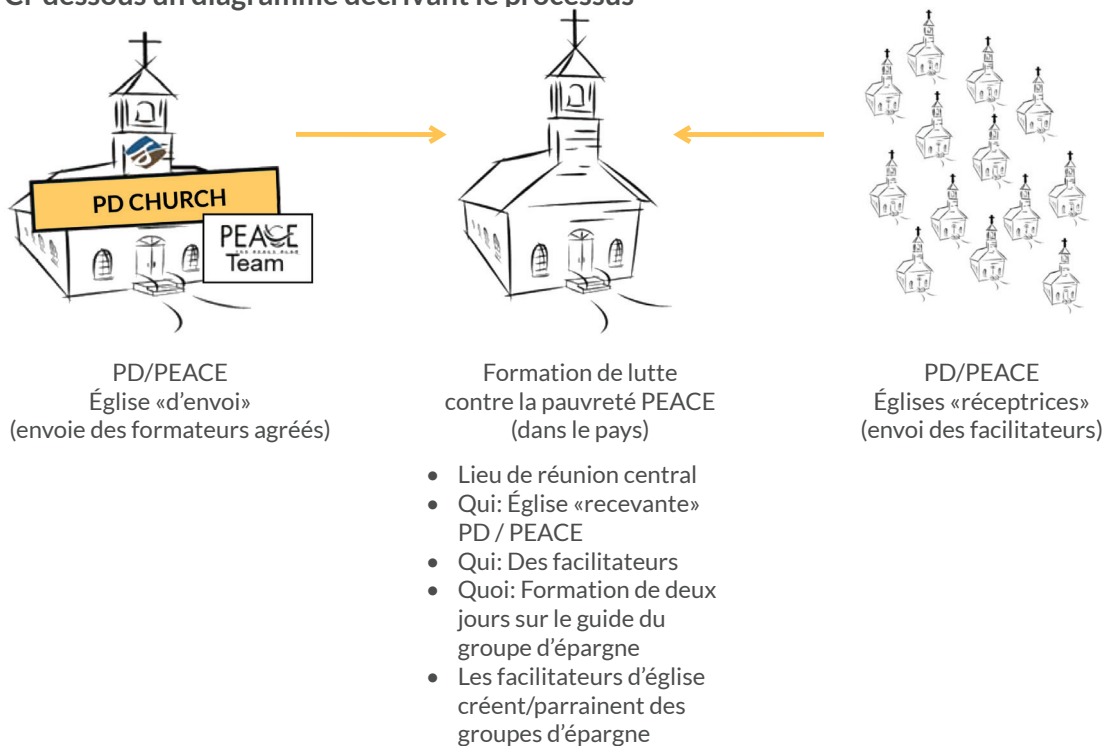 Ci-dessous un diagramme décrivant le processus
PD CHURCH
PEACE
THE PEACE PLAN
Team
PD/PEACE
Église «d’envoi»
(envoie des formateurs agréés)
Formation de lutte
contre la pauvreté PEACE
(dans le pays)
• Lieu de réunion central
• Qui: Église «recevante»
PD / PEACE
• Qui: Des facilitateurs
• Quoi: Formation de deux
jours sur le guide du
groupe d’épargne
• Les facilitateurs d’église
créent/parrainent des
groupes d’épargne
PD/PEACE
Églises «réceptrices»
(envoi des facilitateurs)